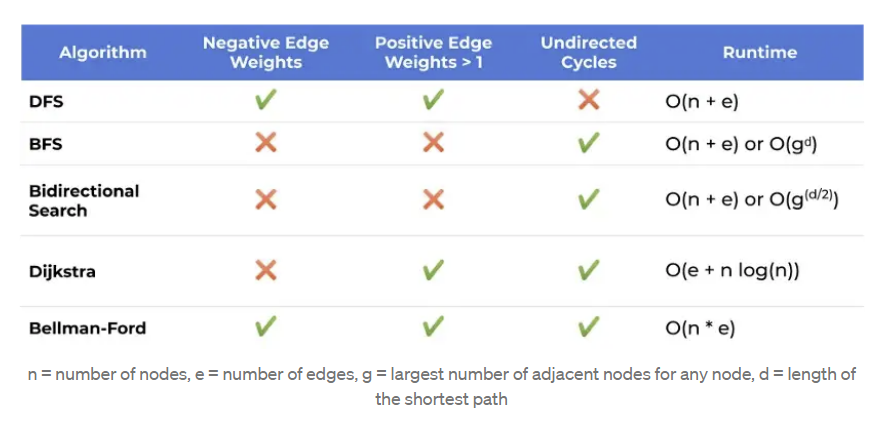 Algorithm Negative Edge Weights Positive Edge Weights > 1 Undirected Cycles Runtime
DFS ✓ ✓ ✗ O(n + e)
BFS ✗ ✗ ✓ O(n + e) or O(gᵈ)
Bidirectional Search ✗ ✗ ✓ O(n + e) or O(g⁽ᵈ/²⁾)
Dijkstra ✗ ✓ ✓ O(e + n log(n))
Bellman-Ford ✓ ✓ ✓ O(n * e)
n = number of nodes, e = number of edges, g = largest number of adjacent nodes for any node, d = length of
the shortest path